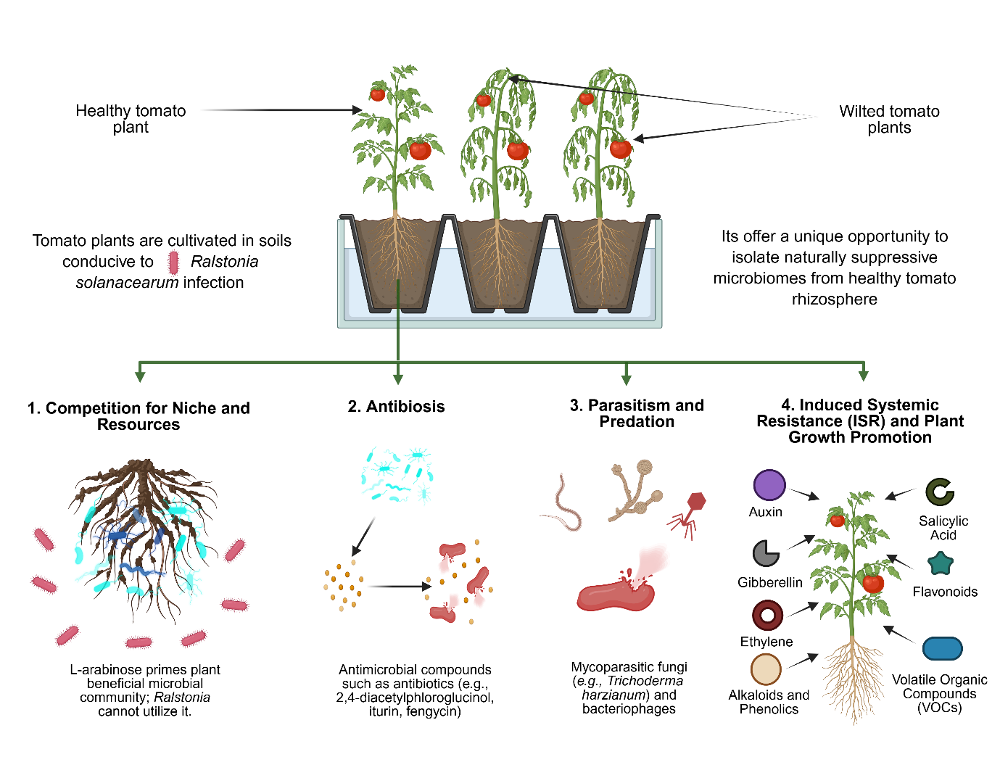 Healthy tomato
plant
Wilted tomato
plants
Tomato plants are cultivated in soils
conducive to Ralstonia
solanacearum infection
Its offer a unique opportunity to
isolate naturally suppressive
microbiomes from healthy tomato
rhizosphere
1. Competition for Niche and
Resources
L-arabinose primes plant
beneficial microbial
community; Ralstonia
cannot utilize it.
2. Antibiosis
Antimicrobial compounds
such as antibiotics (e.g.,
2,4-diacetylphloroglucinol,
iturin, fengycin)
3. Parasitism and
Predation
Mycoparasitic fungi
(e.g., Trichoderma
harzianum) and
bacteriophages
4. Induced Systemic
Resistance (ISR) and Plant
Growth Promotion
Auxin
Gibberellin
Ethylene
Alkaloids and
Phenolics
Salicylic
Acid
Flavonoids
Volatile Organic
Compounds
(VOCs)